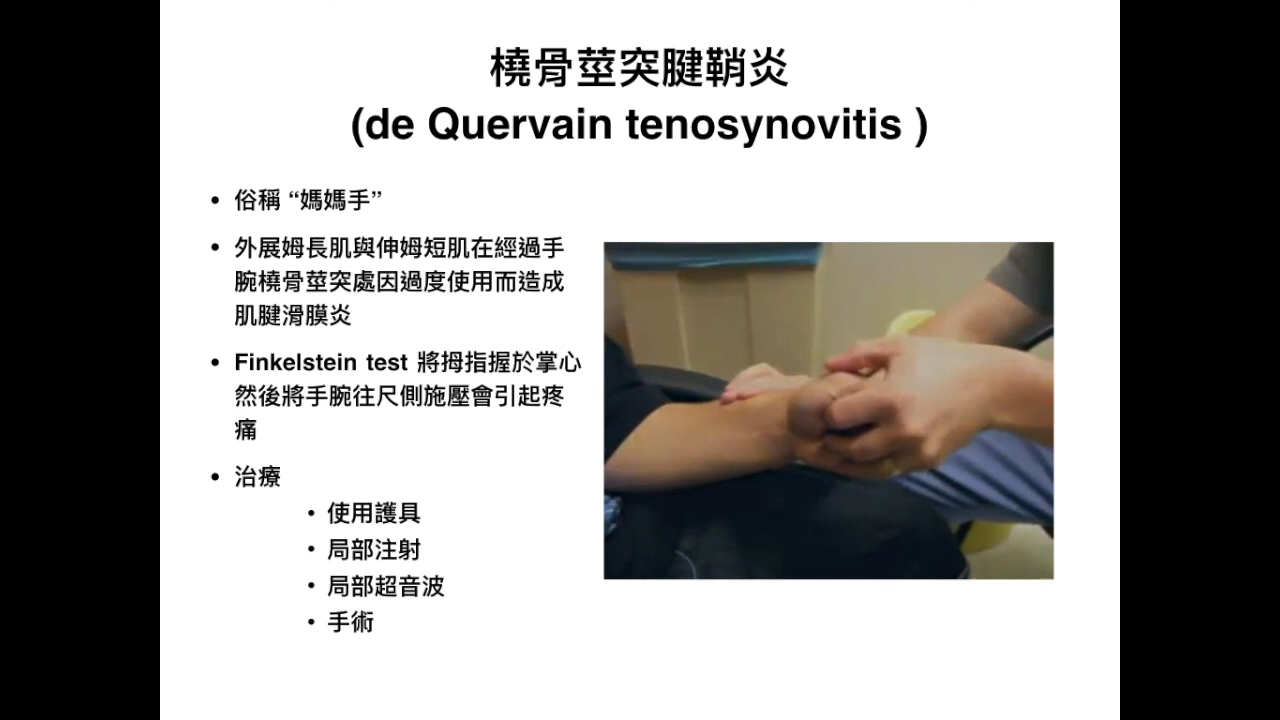 橈骨莖突腱鞘炎
(de Quervain tenosynovitis )
• 俗稱 “媽媽手”
• 外展姆長肌與伸姆短肌在經過手
腕橈骨莖突處因過度使用而造成
肌腱滑膜炎
• Finkelstein test 將拇指握於掌心
然後將手腕往尺側施壓會引起疼
痛
• 治療
• 使用護具
• 局部注射
• 局部超音波
• 手術